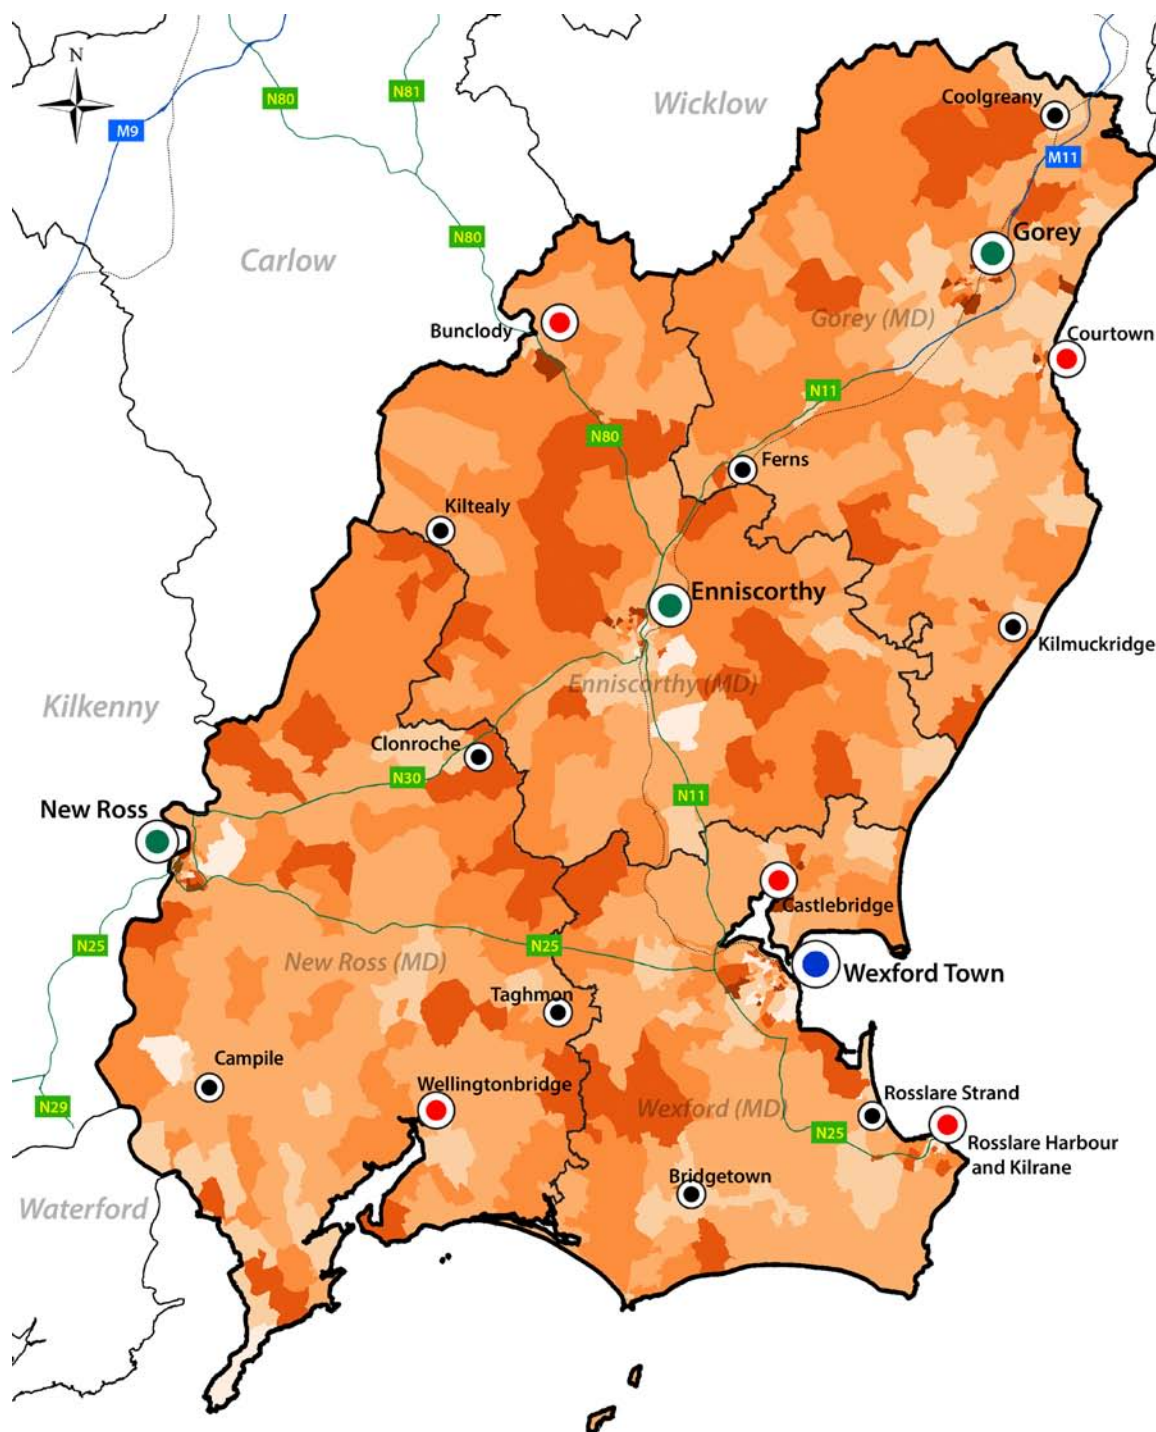 N
N80
N81
Wicklow
Coolgreany
M9
M11
N80
Carlow
Gorey
Bunclody
Gorey (MD)
Courtown
N11
N80
Ferns
Kiltealy
Enniscorthy
Kilmuckridge
Enniscorthy (MD)
Kilkenny
Clonroche
N30
N11
New Ross
Castlebridge
N25
N25
New Ross (MD)
Wexford Town
Taghmon
Campile
Wellingtonbridge
Rosslare Strand
N29
Wexford (MD)
N25
Rosslare Harbour
and Kilrane
Bridgetown
Waterford